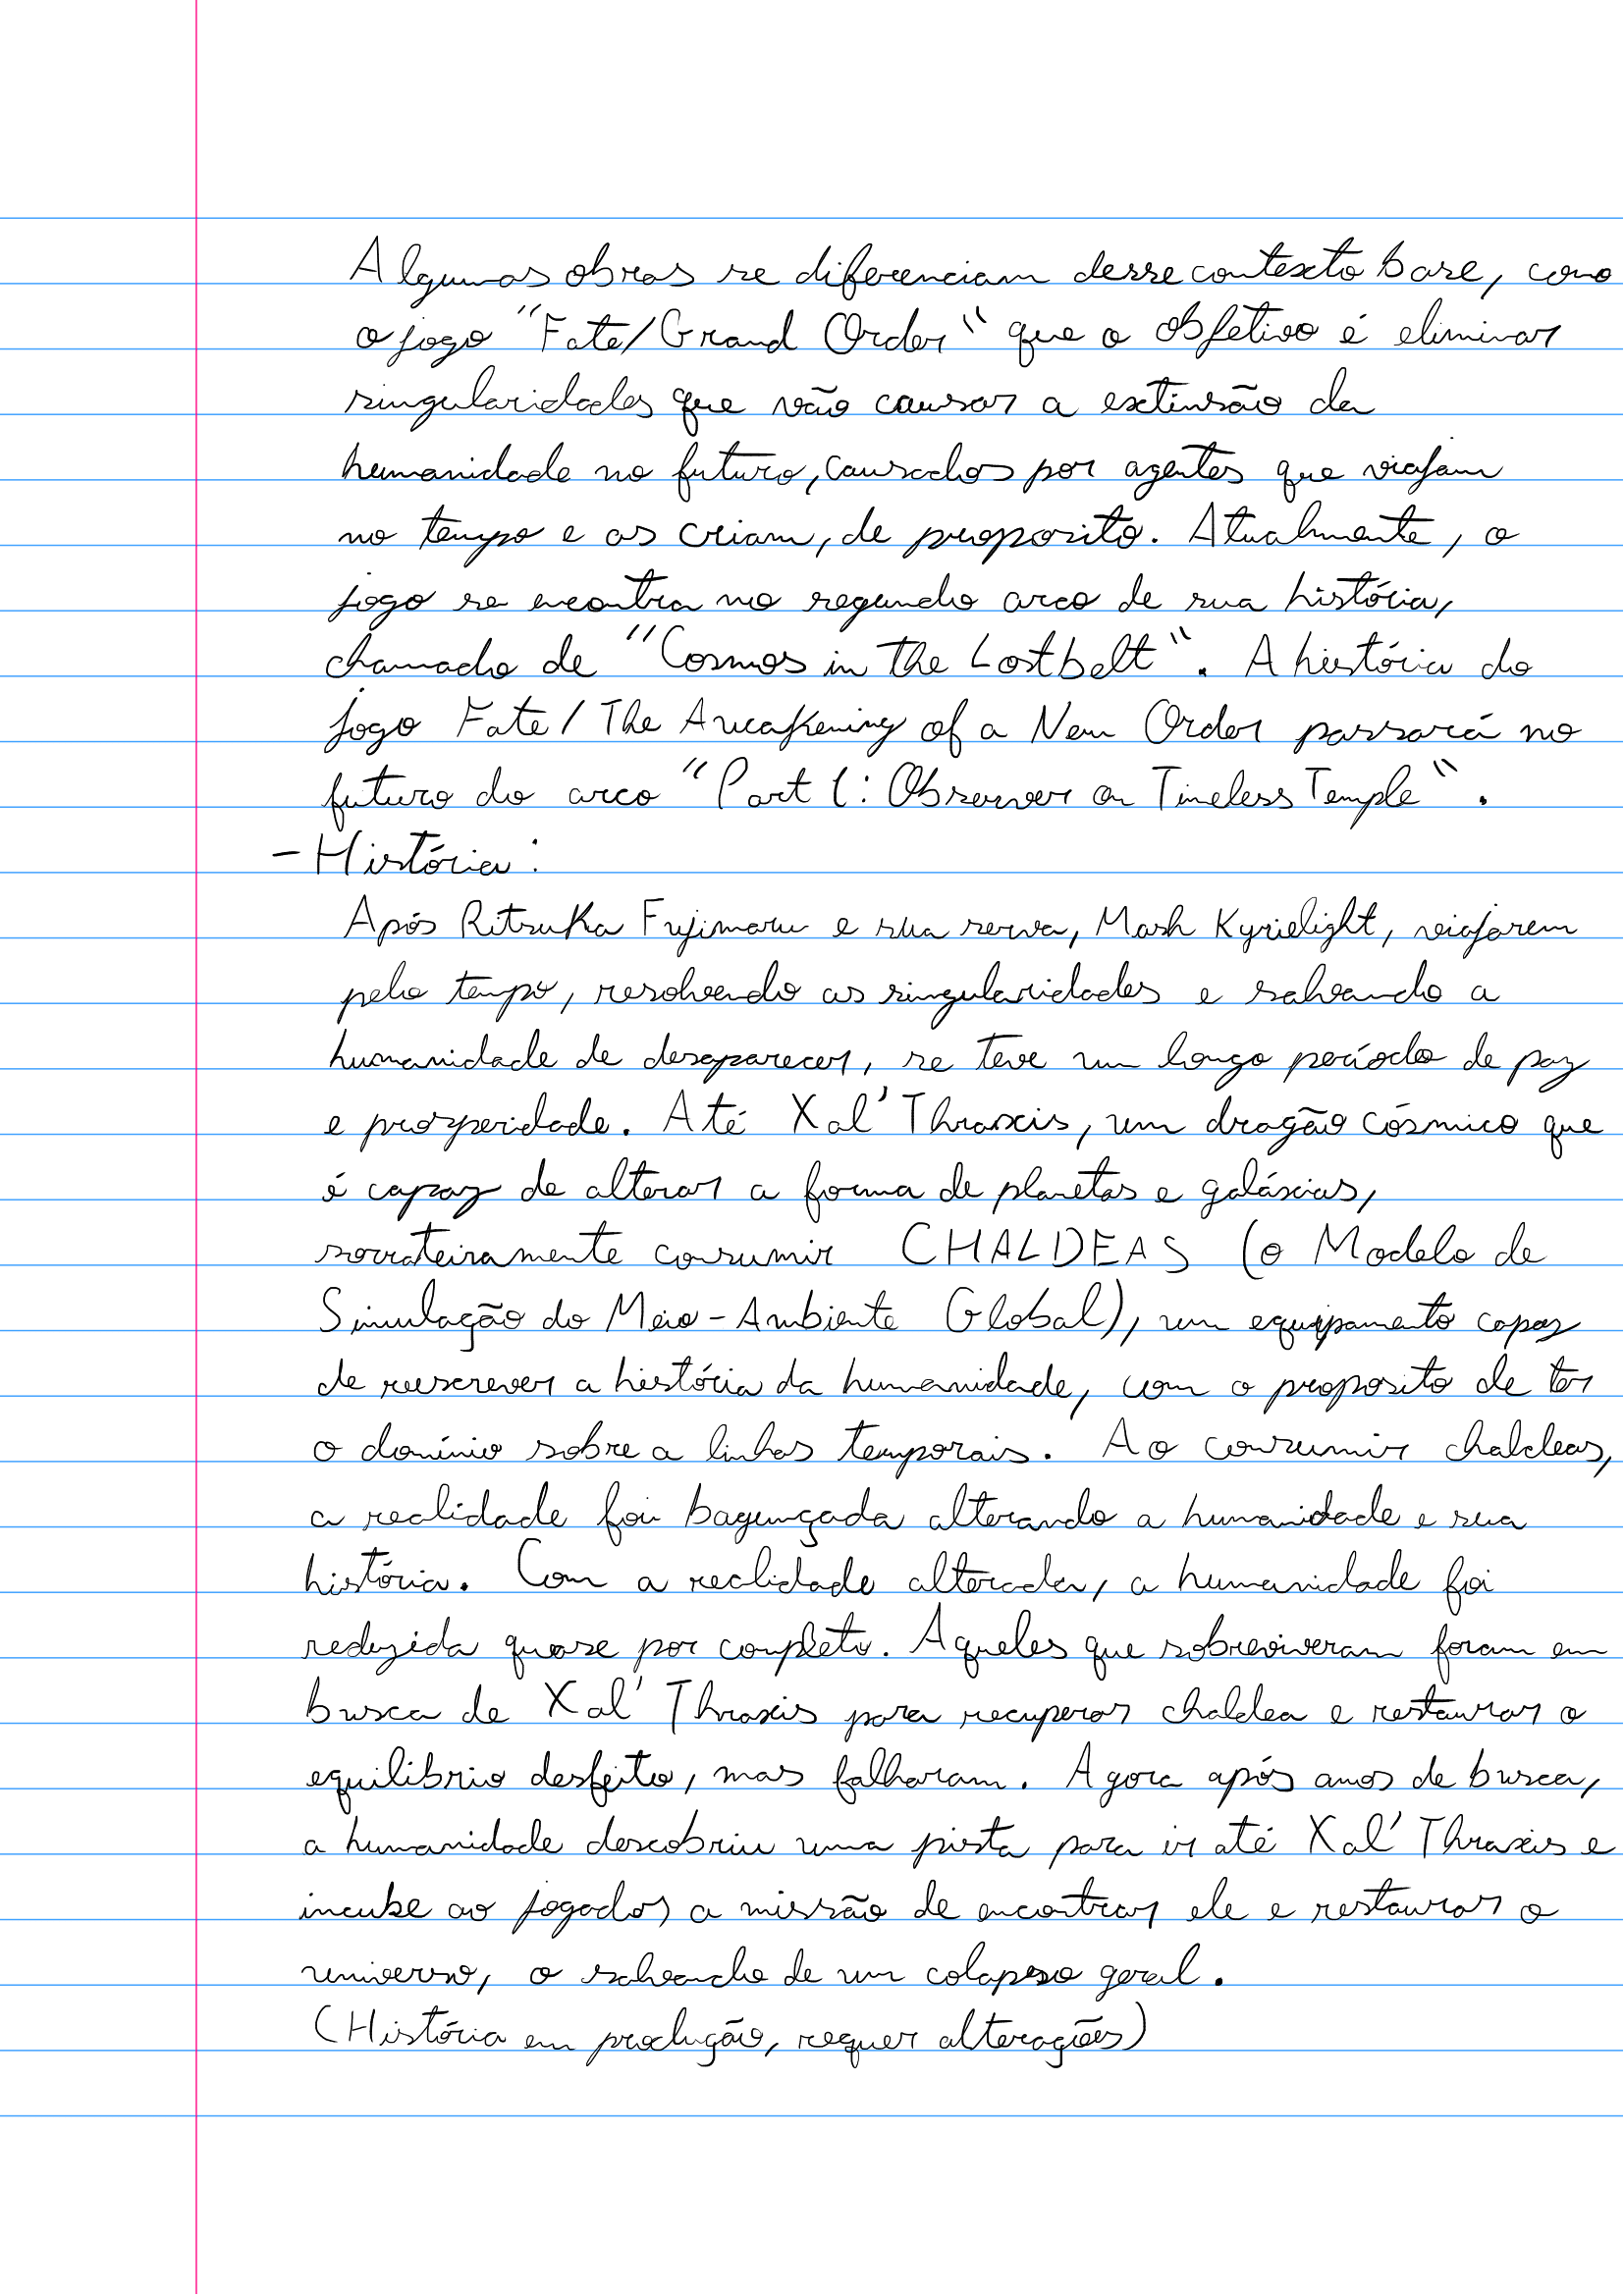 Algumas obras se diferenciam desse contexto base, como
o jogo "Fate/Grand Order" que o objetivo é eliminar
singularidades que vão causar a extinsão da
humanidade no futuro, causados por agentes que viajam
no tempo e as criam, de proposito. Atualmente, o
jogo se encontra no segundo arco de sua história,
chamado de "Cosmos in the Lostbelt". A história do
jogo Fate/The Awakening of a New Order passará no
futuro do arco "Part 1: Observer on Timeless Temple".
- História:
Após Ritsuka Fujimaru e sua serva, Mash Kyrielight, viajarem
pelo tempo, resolvendo as singularidades e salvando a
humanidade de desaparecer, se teve um longo período de paz
e prosperidade. Até Xal'Thraxis, um dragão cósmico que
é capaz de alterar a forma de planetas e galáxias,
sorrateiramente consumir CHALDEAS (o Modelo de
Simulação do Meio-Ambiente Global), um equipamento capaz
de reescrever a história da humanidade, com o proposito de ter
o domínio sobre a linhas temporais. Ao consumir chaldeas,
a realidade foi bagunçada alterando a humanidade e sua
história. Com a realidade alterada, a humanidade foi
reduzida quase por completo. Aqueles que sobreviveram foram em
busca de Xal'Thraxis para recuperar chaldea e restaurar o
equilibrio desfeito, mas falharam. Agora após anos de busca,
a humanidade descobriu uma pista para ir até Xal'Thraxis e
incube ao jogador a missão de encontrar ele e restaurar o
universo, o salvando de um colapso geral.
(História em produção, requer alterações)